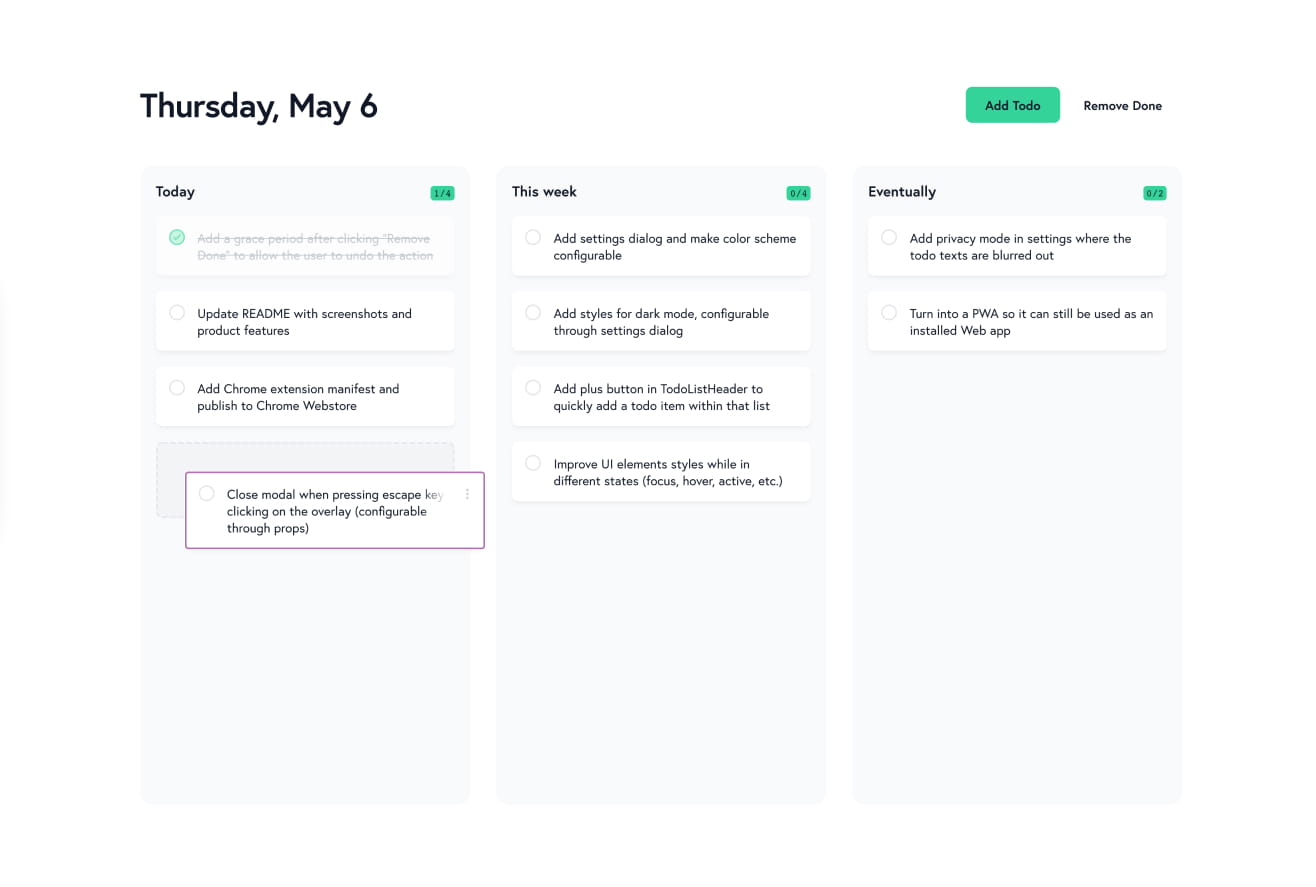 Thursday, May 6
Add Todo
Remove Done
Today
1/4
Add a grace period after clicking "Remove
Done" to allow the user to undo the action
Update README with screenshots and
product features
Add Chrome extension manifest and
publish to Chrome Webstore
Close modal when pressing escape key
clicking on the overlay (configurable
through props)
This week
0/4
Add settings dialog and make color scheme
configurable
Add styles for dark mode, configurable
through settings dialog
Add plus button in TodoListHeader to
quickly add a todo item within that list
Improve UI elements styles while in
different states (focus, hover, active, etc.)
Eventually
0/2
Add privacy mode in settings where the
todo texts are blurred out
Turn into a PWA so it can still be used as an
installed Web app